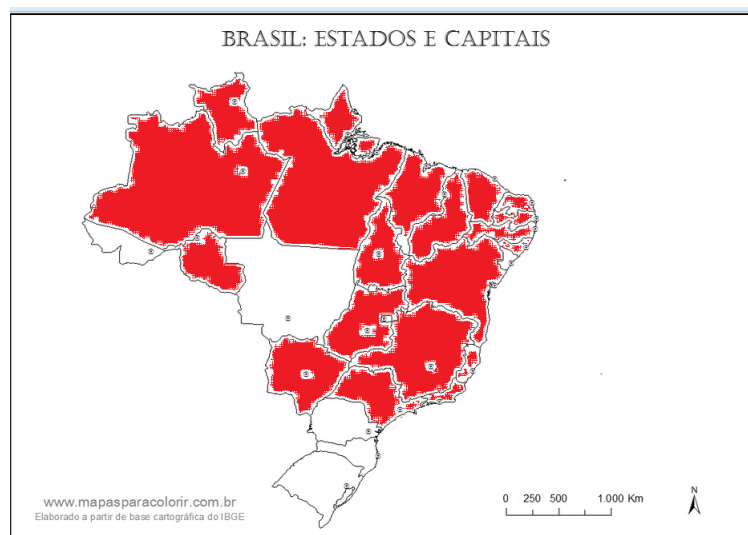 BRASIL: ESTADOS E CAPITAIS
www.mapasparacolorir.com.br
Elaborado a partir de base cartográfica do IBGE
0 250 500 1.000 Km
N